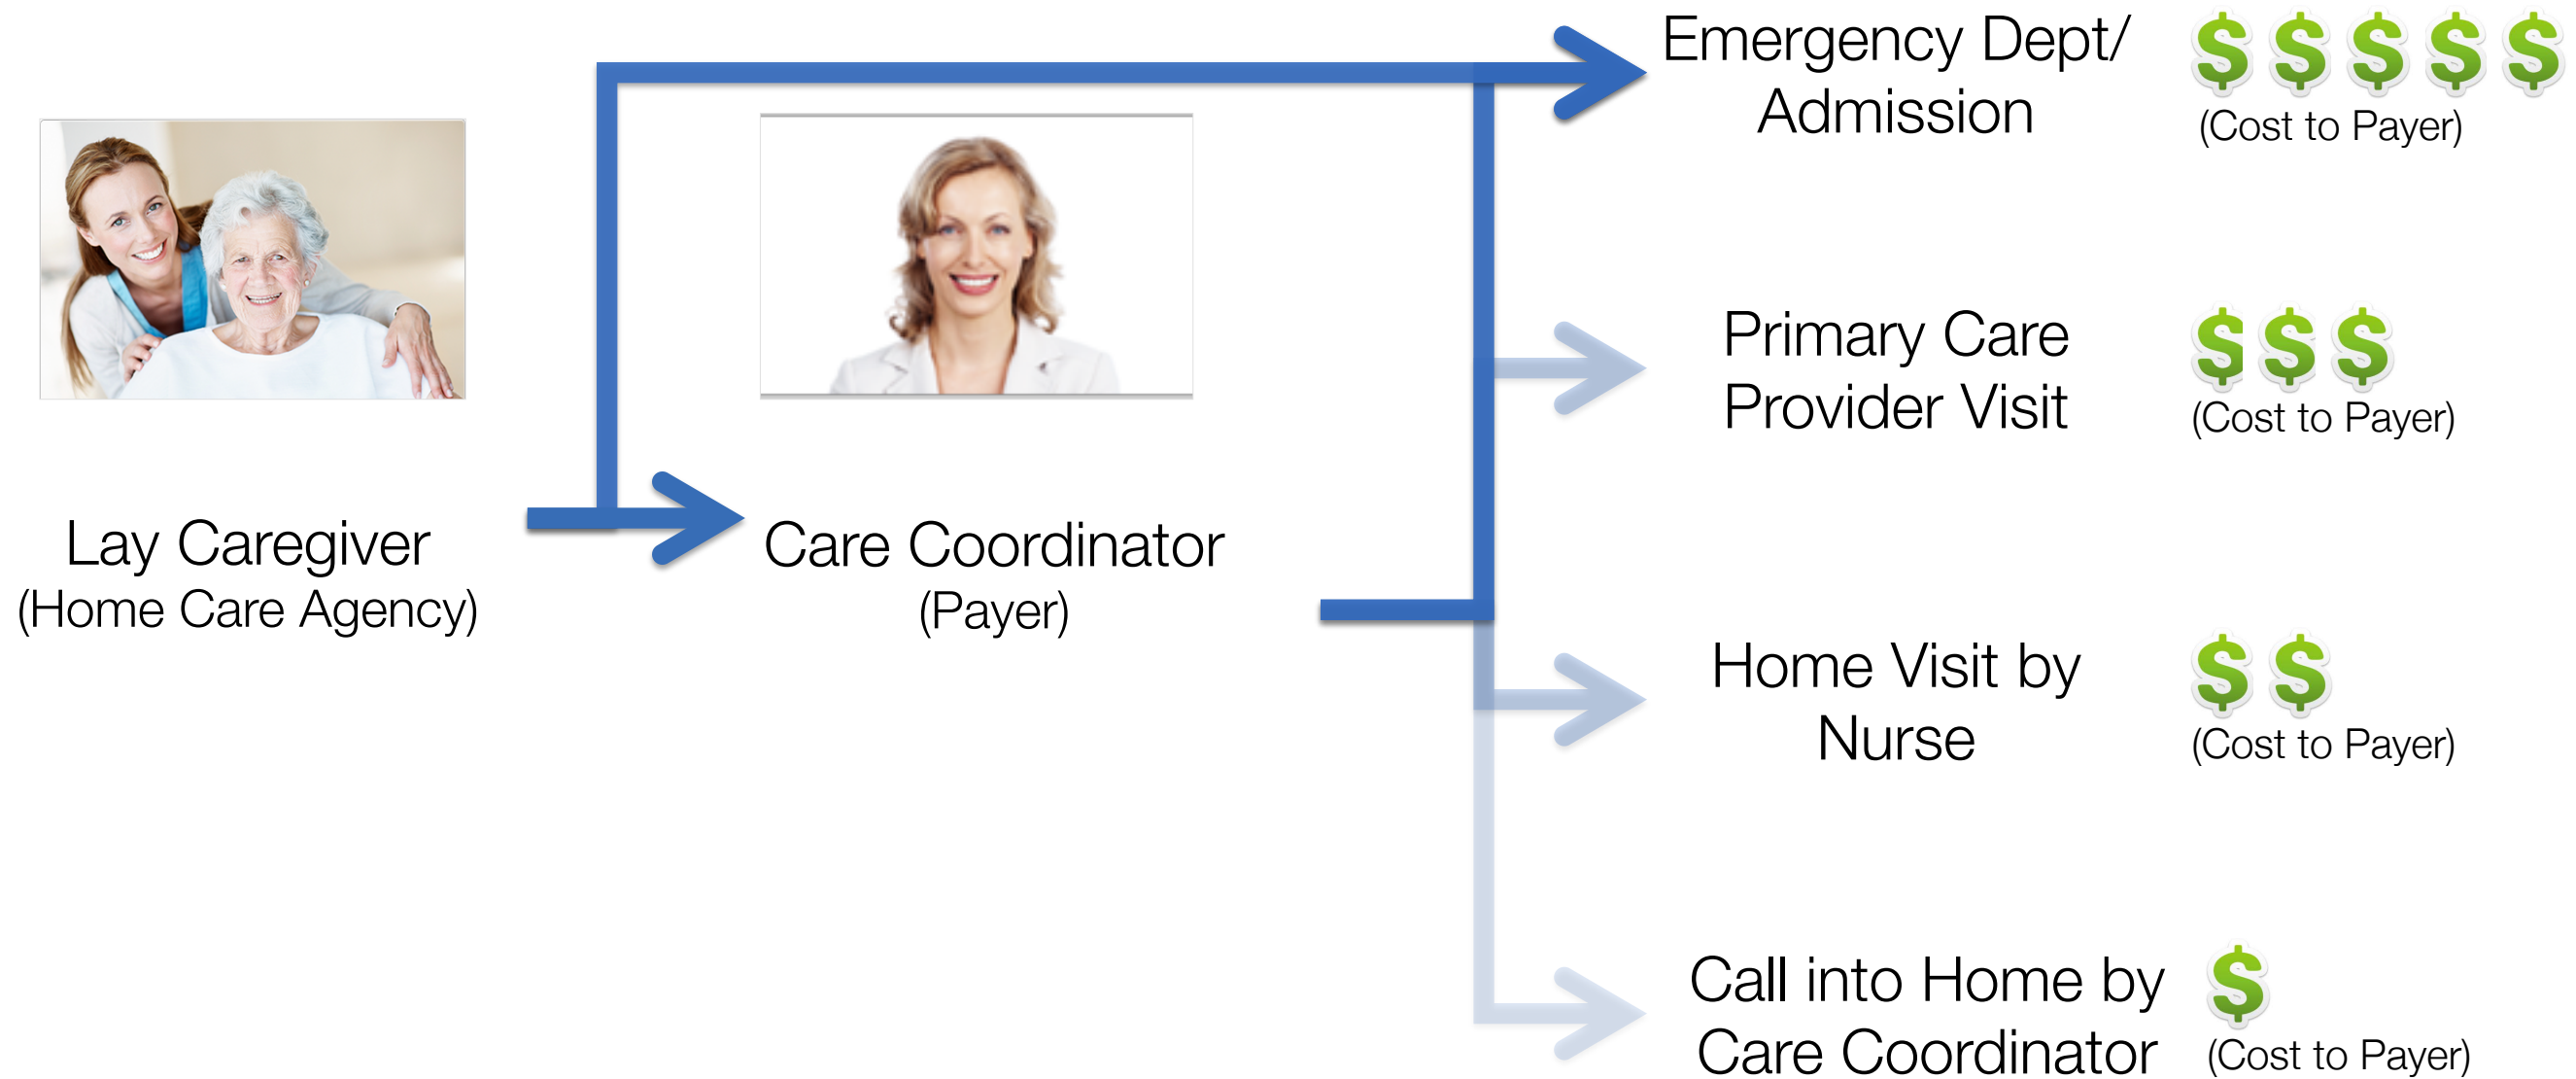 Emergency Dept/
Admission
$ $ $ $ $
(Cost to Payer)
Primary Care
Provider Visit
$ $ $
(Cost to Payer)
Lay Caregiver
(Home Care Agency)
Care Coordinator
(Payer)
Home Visit by
Nurse
$ $
(Cost to Payer)
Call into Home by
Care Coordinator
$
(Cost to Payer)